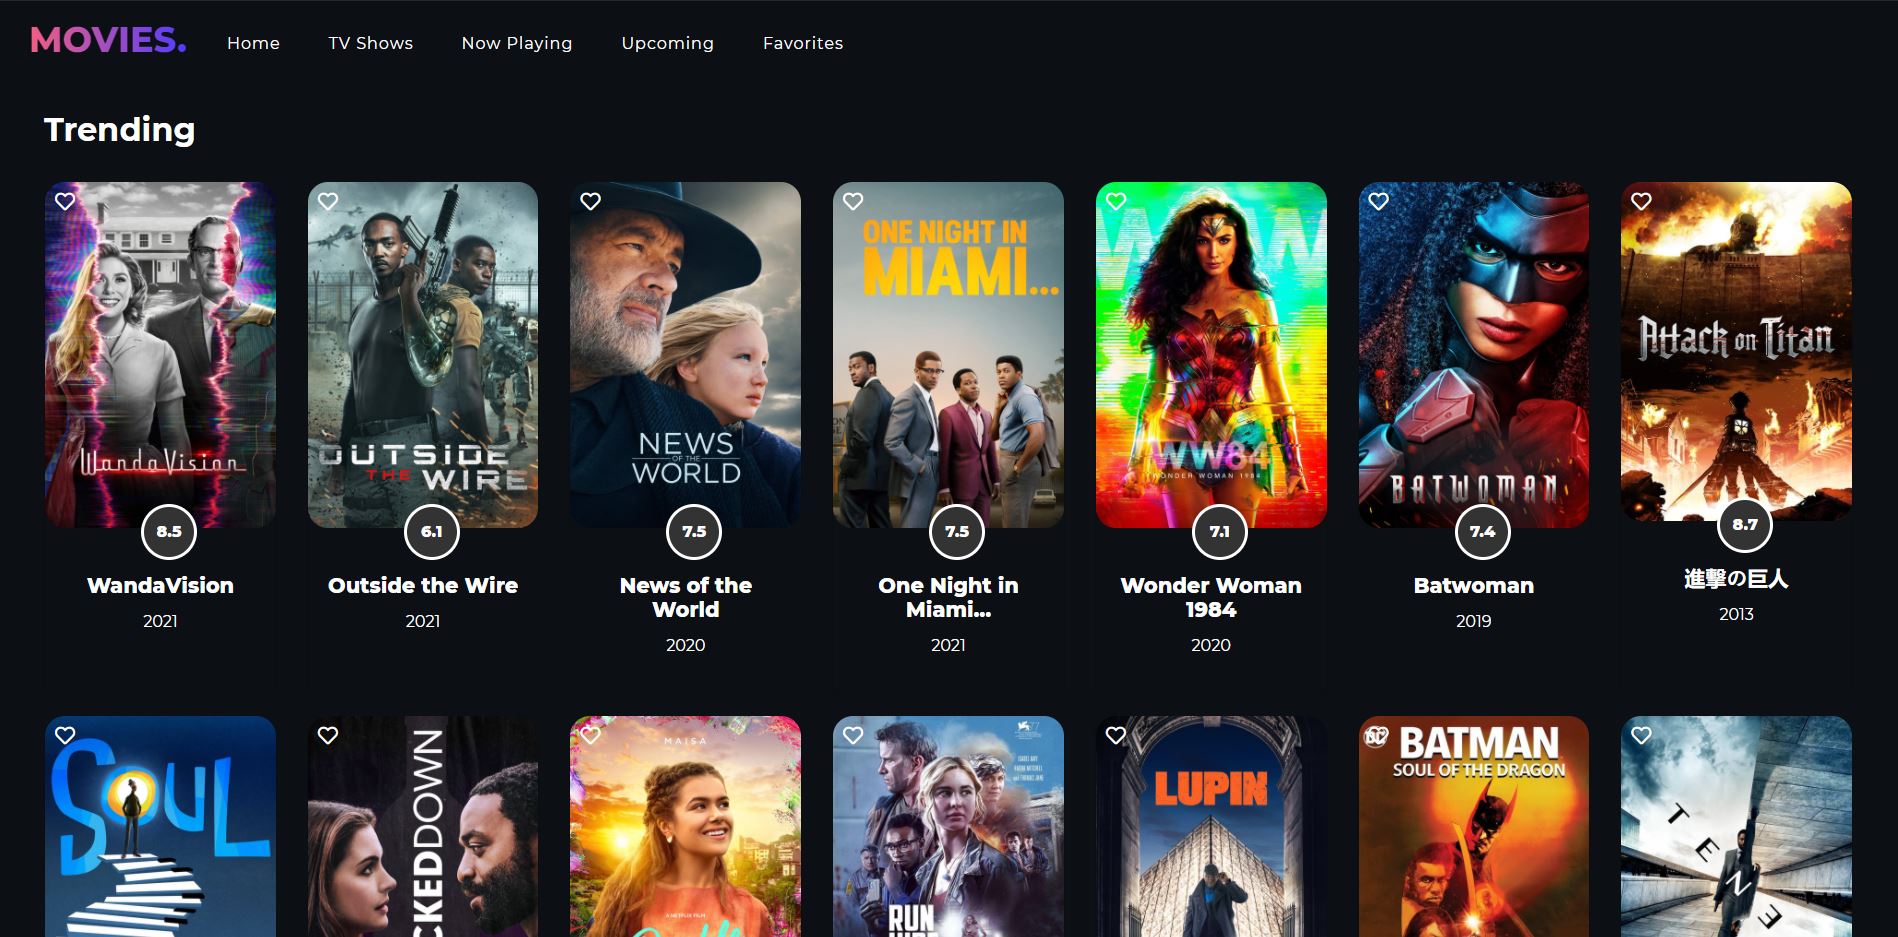 MOVIES.
Home
TV Shows
Now Playing
Upcoming
Favorites
Trending
WandaVision
8.5
WandaVision
2021
OUTSIDE
THE WIRE
6.1
Outside the Wire
2021
NEWS
OF THE
WORLD
7.5
News of the
World
2020
ONE NIGHT IN
MIAMI...
7.5
One Night in
Miami...
2021
WW84
WONDER WOMAN 1984
7.1
Wonder Woman
1984
2020
BATWOMAN
7.4
Batwoman
2019
Attack on Titan
8.7
進撃の巨人
2013
SOUL
CKEDDOWN
MAISA
A NETFLIX FILM
RUN
LUPIN
BATMAN
SOUL OF THE DRAGON
TENE